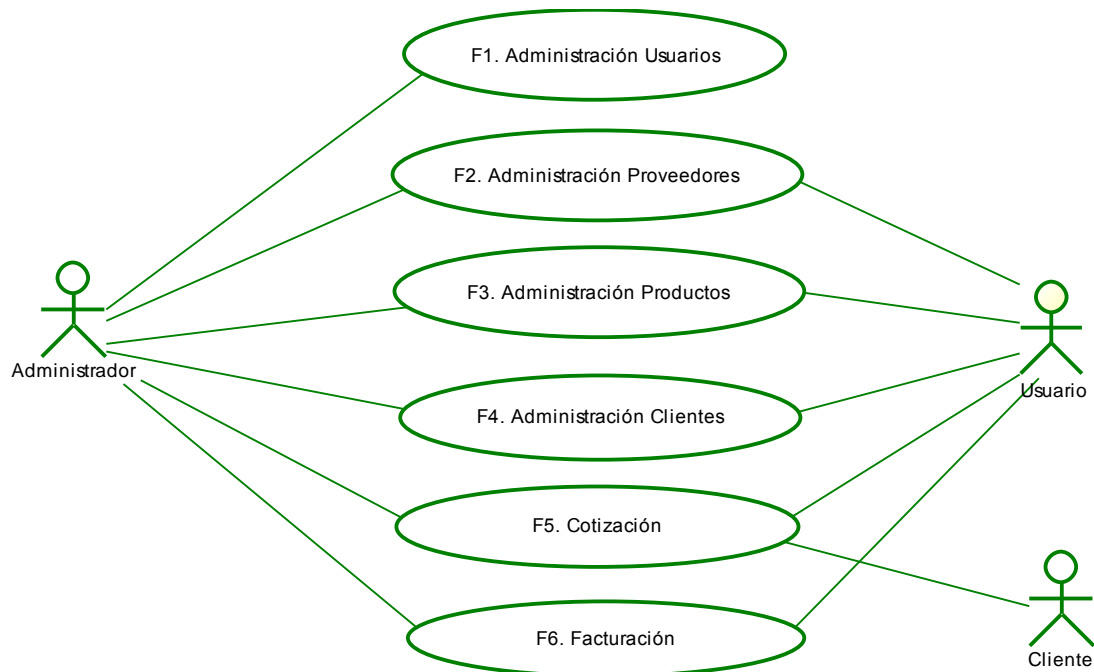 F1. Administración Usuarios
F2. Administración Proveedores
F3. Administración Productos
Administrador
Usuario
F4. Administración Clientes
F5. Cotización
F6. Facturación
Cliente